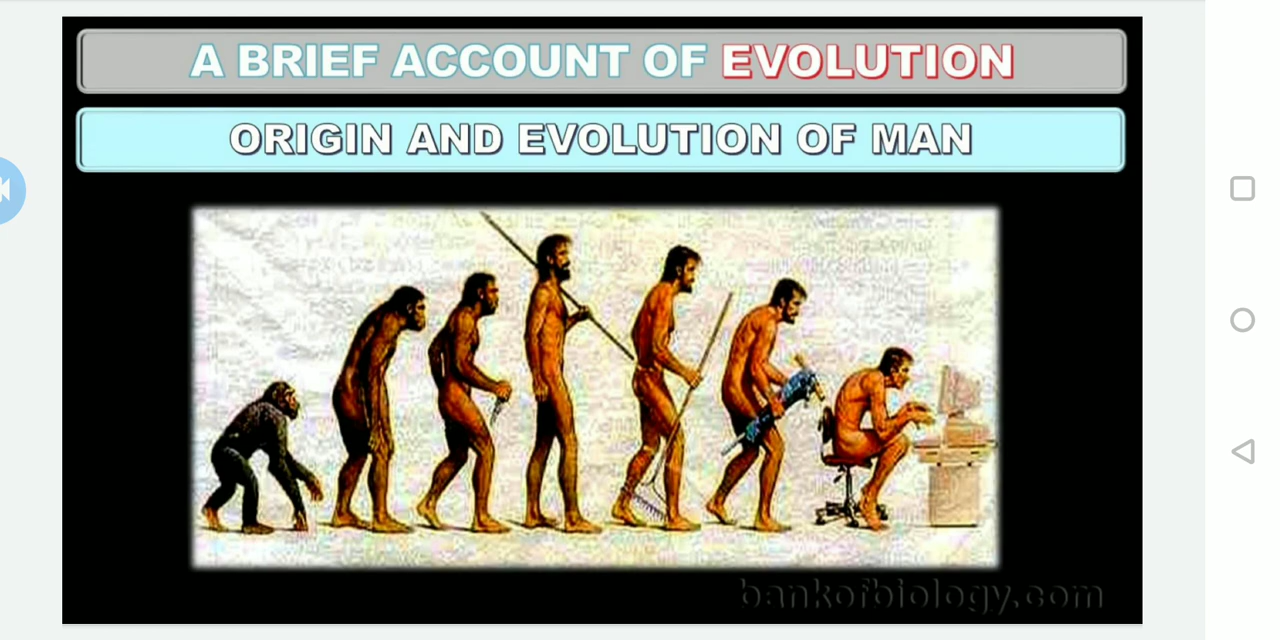 A BRIEF ACCOUNT OF EVOLUTION
ORIGIN AND EVOLUTION OF MAN
bankofbiology.com